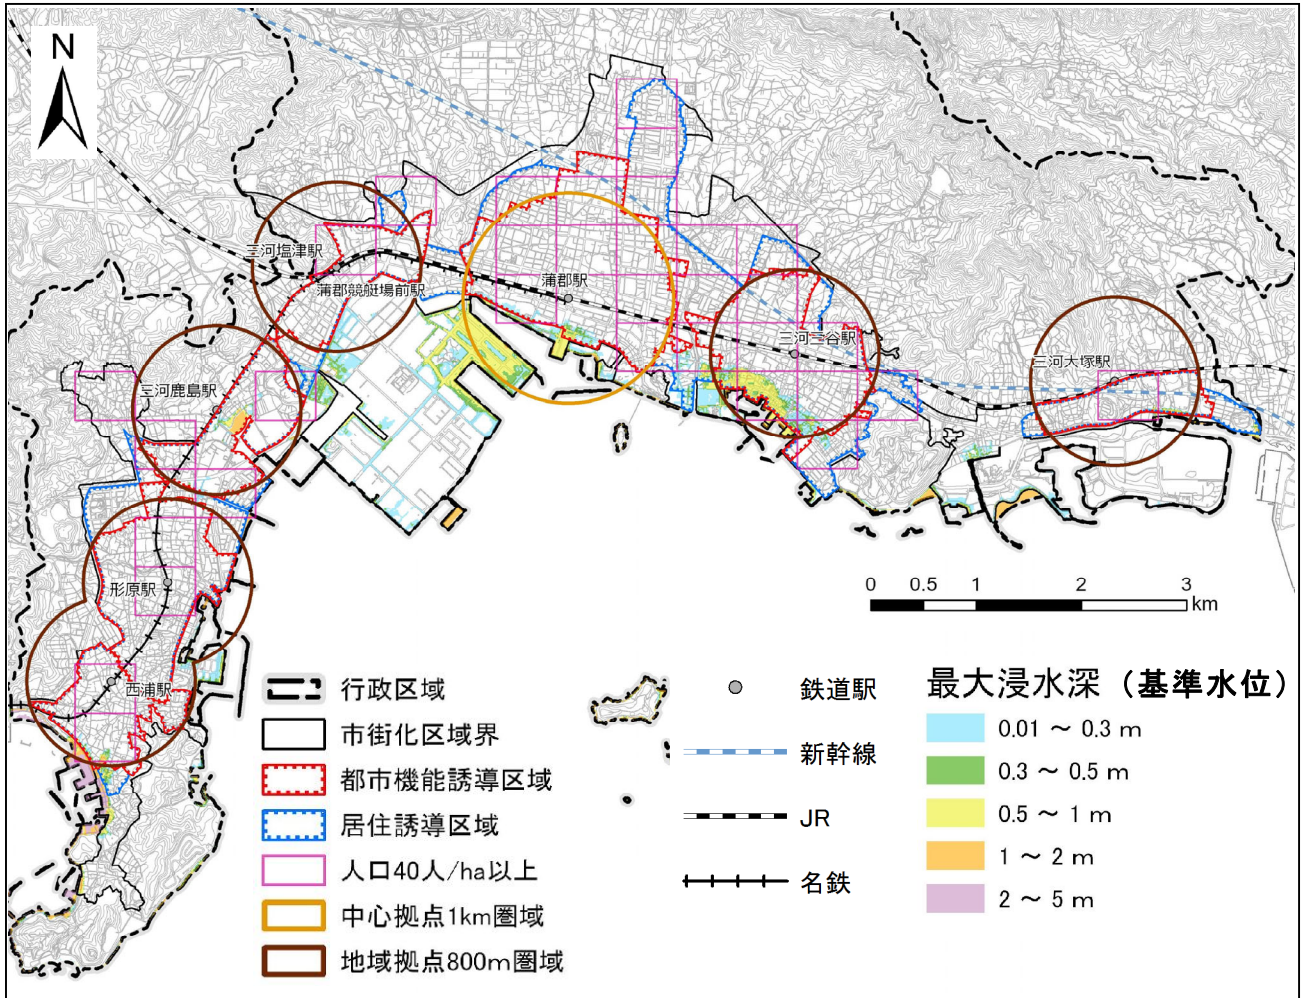 N
三河塩津駅
蒲郡競艇場前駅
蒲郡駅
三河三谷駅
三河大塚駅
三河鹿島駅
形原駅
西浦駅
0 0.5 1 2 3
km
行政区域
市街化区域界
都市機能誘導区域
居住誘導区域
人口40人/ha以上
中心拠点1km圏域
地域拠点800m圏域
鉄道駅
新幹線
JR
名鉄
最大浸水深（基準水位）
0.01 ～ 0.3 m
0.3 ～ 0.5 m
0.5 ～ 1 m
1 ～ 2 m
2 ～ 5 m